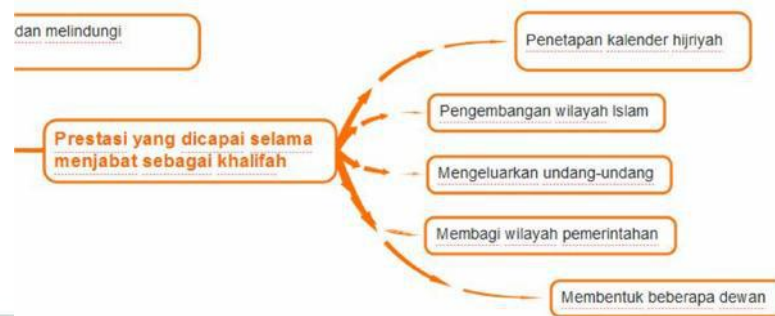 dan melindungi
Penetapan kalender hijriyah
Pengembangan wilayah Islam
Prestasi yang dicapai selama
menjabat sebagai khalifah
Mengeluarkan undang-undang
Membagi wilayah pemerintahan
Membentuk beberapa dewan